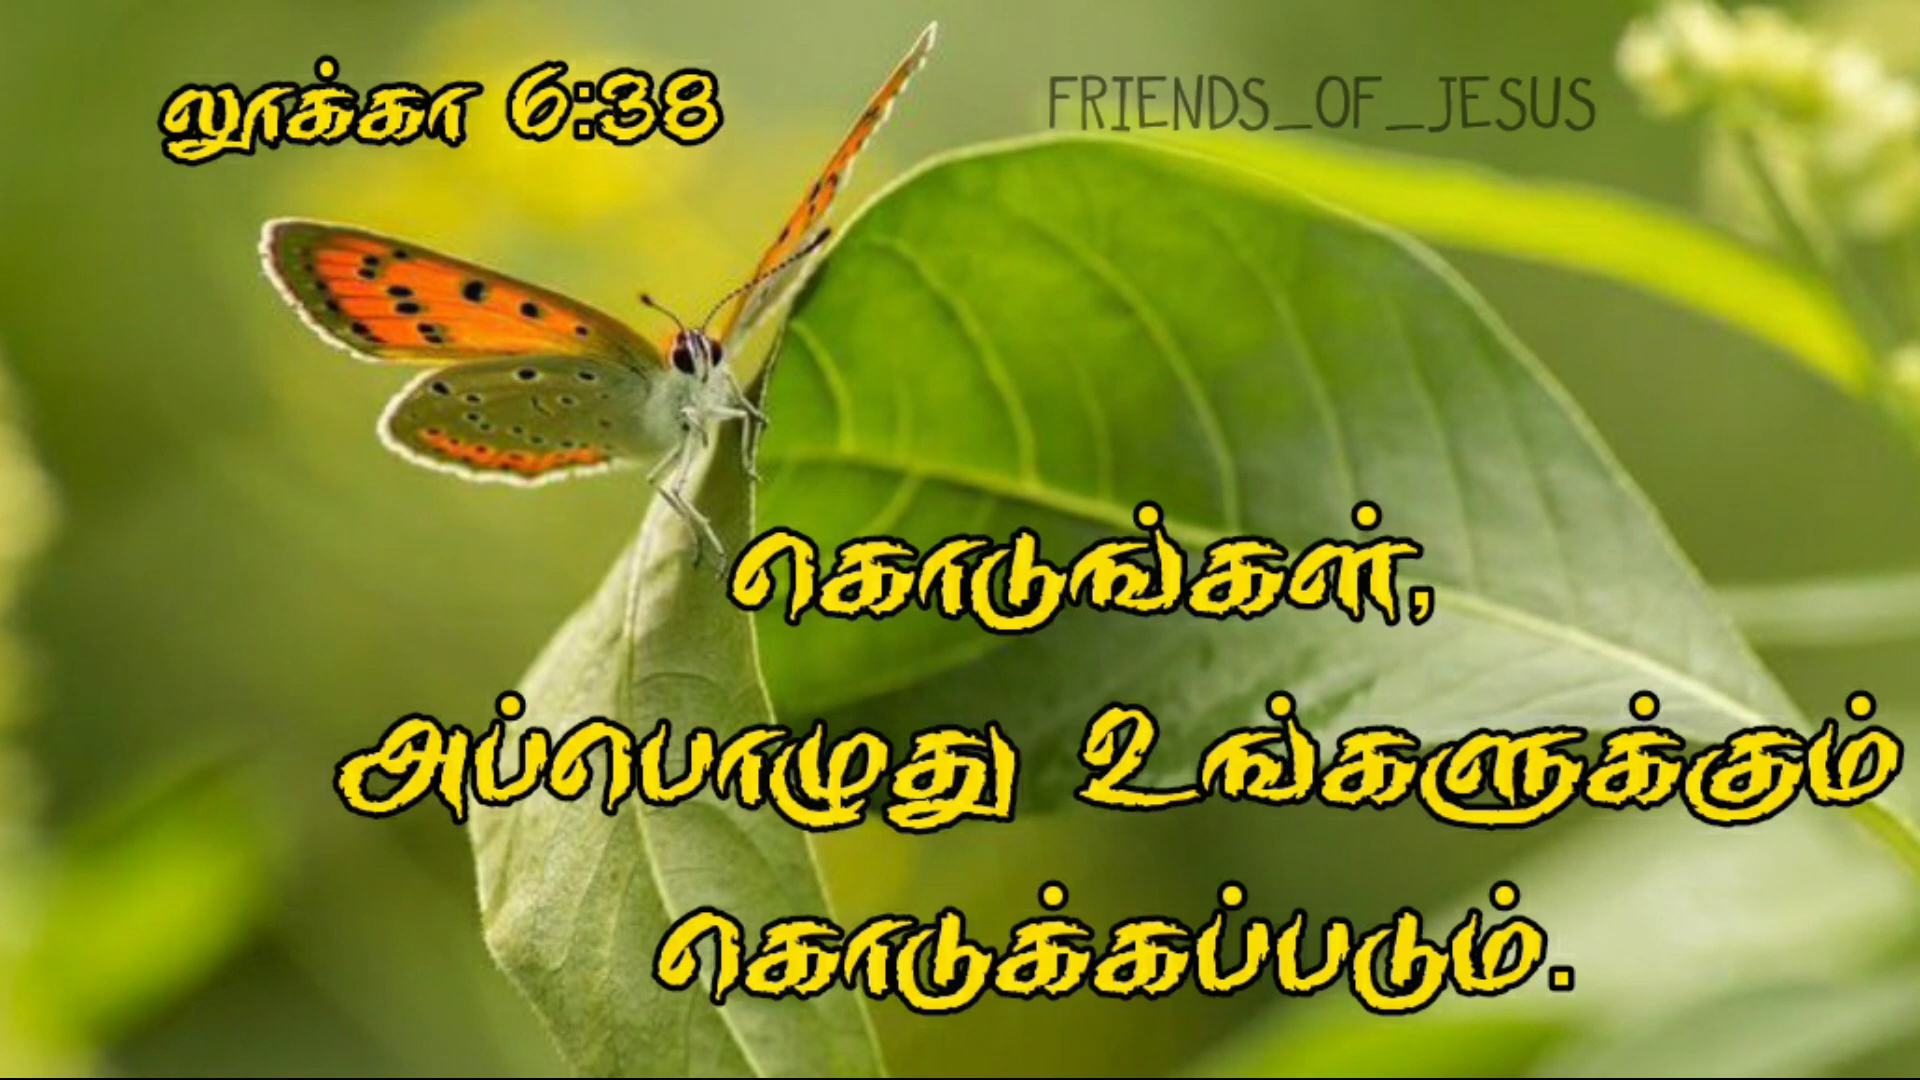 லூக்கா 6:38
FRIENDS_OF_JESUS
கொடுங்கள்,
அப்பொழுது உங்களுக்கும்
கொடுக்கப்படும்.